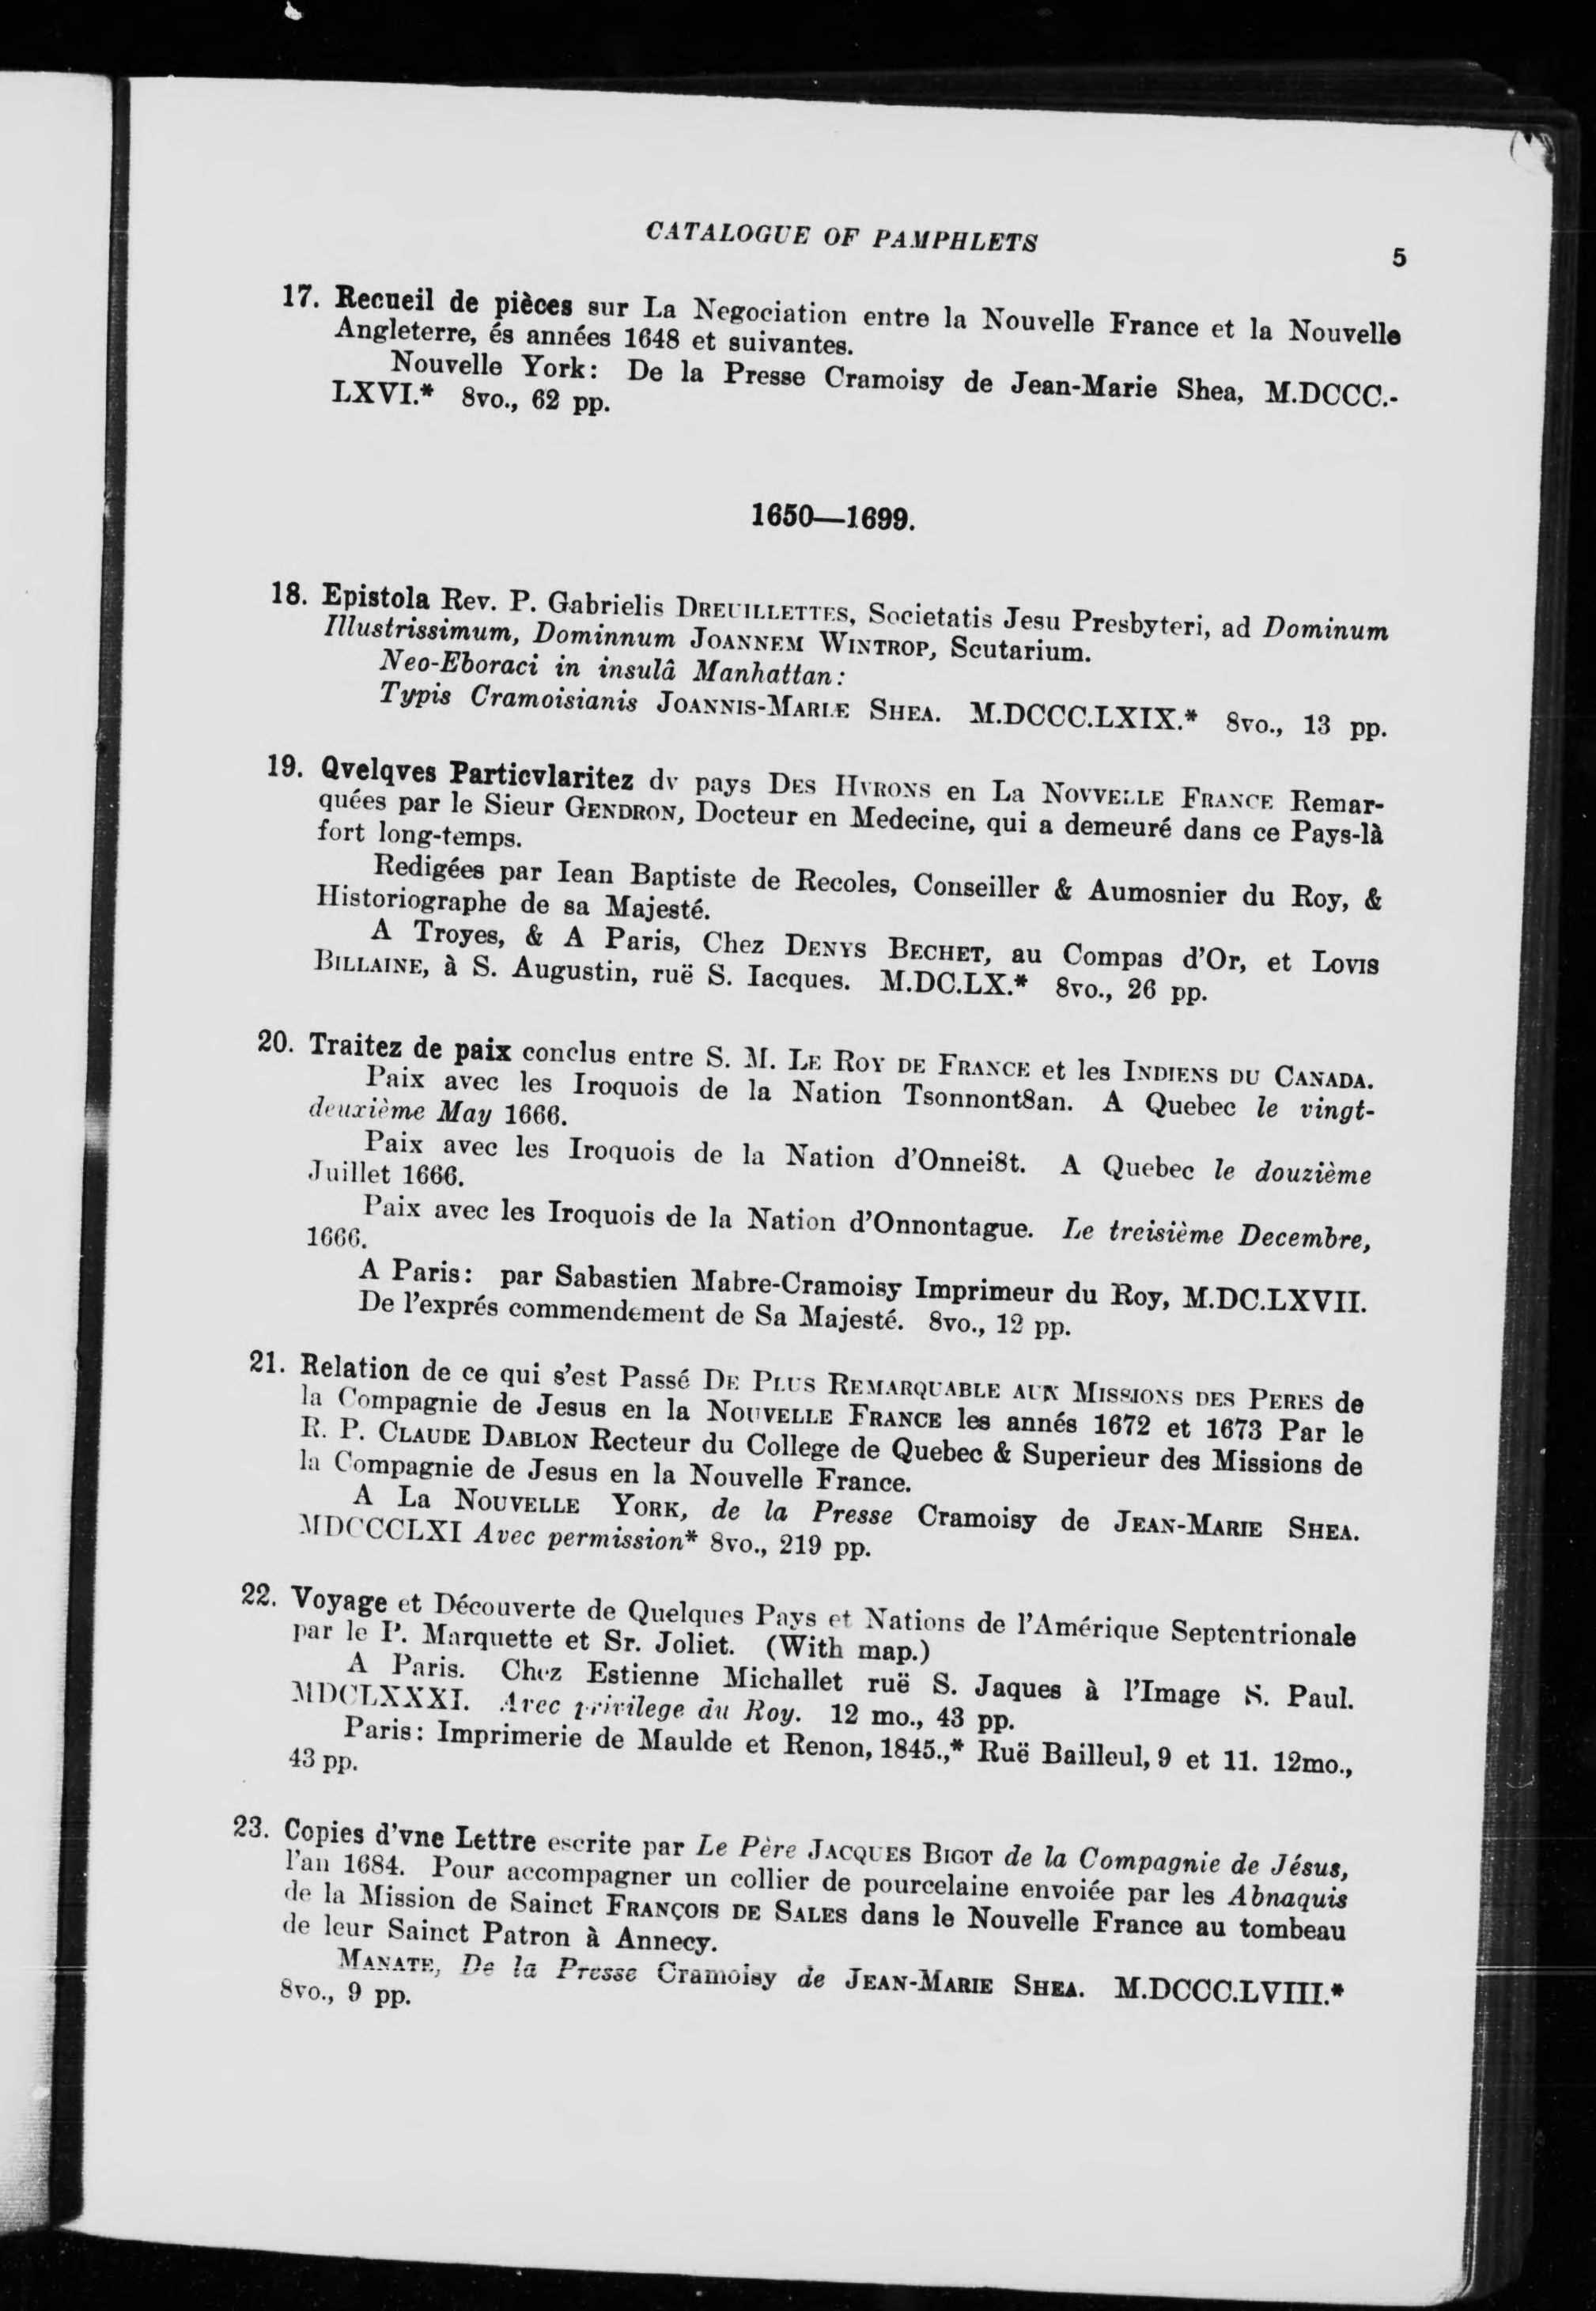 CATALOGUE OF PAMPHLETS 5
17. Recueil de pièces sur La Negociation entre la Nouvelle France et la Nouvelle
Angleterre, és années 1648 et suivantes.
Nouvelle York: De la Presse Cramoisy de Jean-Marie Shea, M.DCCC.-
LXVI.* 8vo., 62 pp.
1650—1699.
18. Epistola Rev. P. Gabrielis DREUILLETTES, Societatis Jesu Presbyteri, ad Dominum
Illustrissimum, Dominnum JOANNEM WINTROP, Scutarium.
Neo-Eboraci in insulâ Manhattan:
Typis Cramoisianis JOANNIS-MARIÆ SHEA. M.DCCC.LXIX.* 8vo., 13 pp.
19. Qvelqves Particvlaritez dv pays DES HVRONS en LA NOVVELLE FRANCE Remar-
quées par le Sieur GENDRON, Docteur en Medecine, qui a demeuré dans ce Pays-là
fort long-temps.
Redigées par Iean Baptiste de Recoles, Conseiller & Aumosnier du Roy, &
Historiographe de sa Majesté.
A Troyes, & A Paris, Chez DENYS BECHET, au Compas d'Or, et LOVIS
BILLAINE, à S. Augustin, ruë S. Iacques. M.DC.LX.* 8vo., 26 pp.
20. Traitez de paix conclus entre S. M. LE ROY DE FRANCE et les INDIENS DU CANADA.
Paix avec les Iroquois de la Nation Tsonnont8an. A Quebec le vingt-
deuxième May 1666.
Paix avec les Iroquois de la Nation d'Onnei8t. A Quebec le douzième
Juillet 1666.
Paix avec les Iroquois de la Nation d'Onnontague. Le treisième Decembre,
1666.
A Paris: par Sabastien Mabre-Cramoisy Imprimeur du Roy, M.DC.LXVII.
De l'exprés commendement de Sa Majesté. 8vo., 12 pp.
21. Relation de ce qui s'est Passé DE PLUS REMARQUABLE AUX MISSIONS DES PERES de
la Compagnie de Jesus en la NOUVELLE FRANCE les annés 1672 et 1673 Par le
R. P. CLAUDE DABLON Recteur du College de Quebec & Superieur des Missions de
la Compagnie de Jesus en la Nouvelle France.
A LA NOUVELLE YORK, de la Presse Cramoisy de JEAN-MARIE SHEA.
MDCCCLXI Avec permission* 8vo., 219 pp.
22. Voyage et Découverte de Quelques Pays et Nations de l'Amérique Septentrionale
par le P. Marquette et Sr. Joliet. (With map.)
A Paris. Chez Estienne Michallet ruë S. Jaques à l'Image S. Paul.
MDCLXXXI. Avec privilege du Roy. 12 mo., 43 pp.
Paris: Imprimerie de Maulde et Renon, 1845.,* Ruë Bailleul, 9 et 11. 12mo.,
43 pp.
23. Copies d'vne Lettre escrite par Le Père JACQUES BIGOT de la Compagnie de Jésus,
l'an 1684. Pour accompagner un collier de pourcelaine envoiée par les Abnaquis
de la Mission de Sainct FRANÇOIS DE SALES dans le Nouvelle France au tombeau
de leur Sainct Patron à Annecy.
MANATE, De la Presse Cramoisy de JEAN-MARIE SHEA. M.DCCC.LVIII.*
8vo., 9 pp.